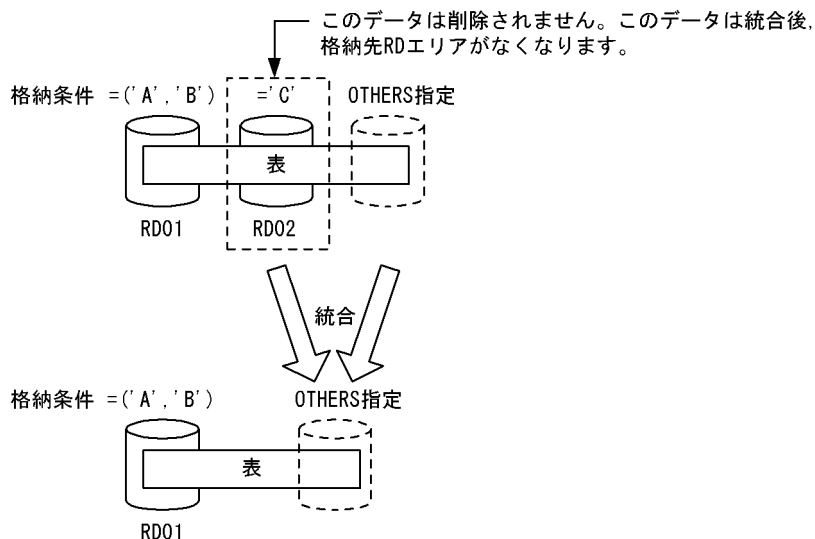 このデータは削除されません。このデータは統合後,
格納先RDエリアがなくなります。
格納条件 =('A','B') ='C' OTHERS指定
表
RD01 RD02
統合
格納条件 =('A','B') OTHERS指定
表
RD01